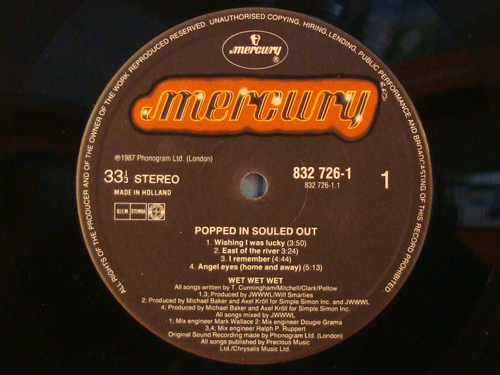 UNAUTHORISED COPYING, HIRING, LENDING, PUBLIC PERFORMANCE AND BROADCASTING OF THIS RECORD PROHIBITED
ALL RIGHTS OF THE PRODUCER AND OF THE OWNER OF THE WORK REPRODUCED RESERVED.
mercury
®
mercury
℗1987 Phonogram Ltd. (London)
33⅓ STEREO
MADE IN HOLLAND
B.I.E.M. STEMRA
832 726-1
832 726-1.1
1
POPPED IN SOULED OUT
1. Wishing I was lucky (3:50)
2. East of the river (3:24)
3. I remember (4:44)
4. Angel eyes (home and away) (5:13)
WET WET WET
All songs written by T. Cunningham/Mitchell/Clark/Pellow
1,3; Produced by JWWWL/Will Smarties
2; Produced by Michael Baker and Axel Kröll for Simple Simon Inc. and JWWWL
4; Produced by Michael Baker and Axel Kröll for Simple Simon Inc.
All songs mixed by JWWWL
1; Mix engineer Mark Wallace 2: Mix engineer Dougie Grama
3,4; Mix engineer Ralph P. Ruppert
Original Sound Recording made by Phonogram Ltd. (London)
All songs published by Precious Music
Ltd./Chrysalis Music Ltd.